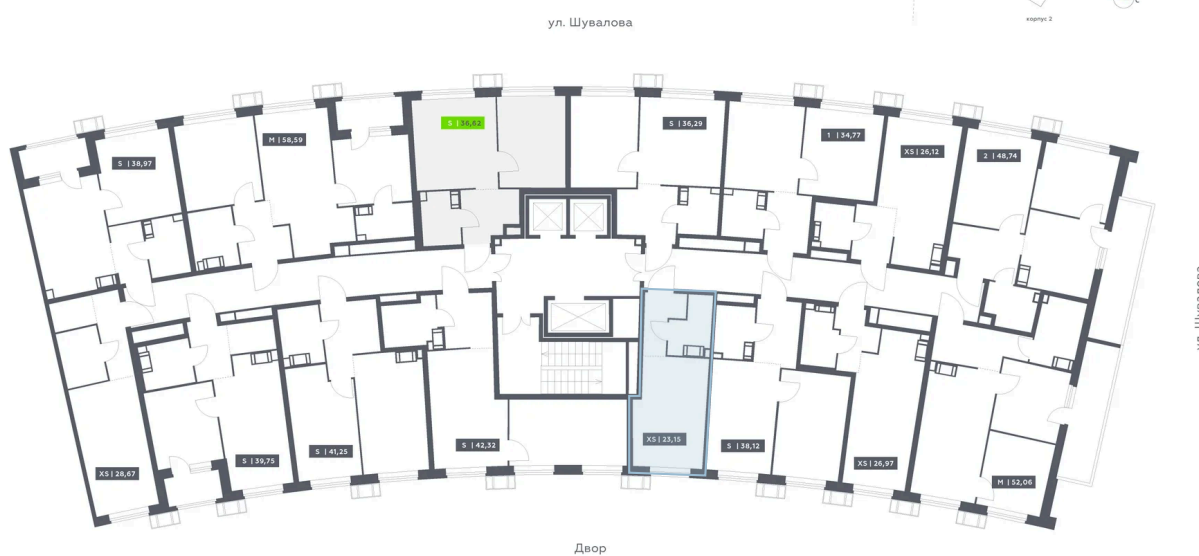 корпус 2
ул. Шувалова
S | 36,62
S | 36,29
1 | 34,77
M | 58,59
XS | 26,12
2 | 48,74
S | 38,97
XS | 23,15
S | 42,32
S | 38,12
S | 41,25
S | 39,75
XS | 26,97
XS | 28,67
M | 52,06
Двор